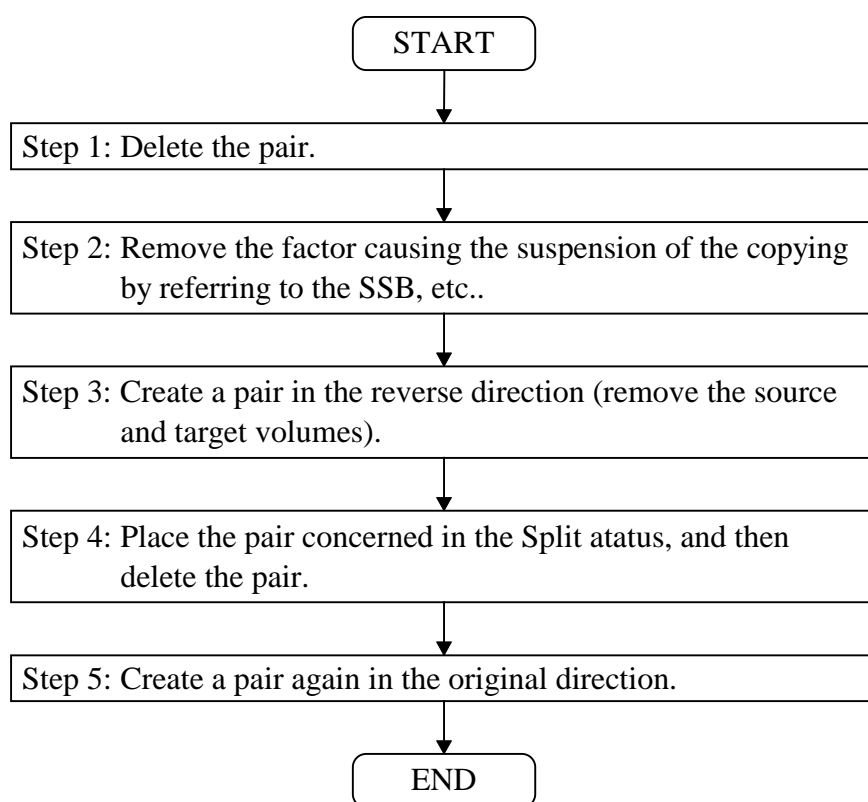 START
Step 1: Delete the pair.
Step 2: Remove the factor causing the suspension of the copying
by referring to the SSB, etc..
Step 3: Create a pair in the reverse direction (remove the source
and target volumes).
Step 4: Place the pair concerned in the Split atatus, and then
delete the pair.
Step 5: Create a pair again in the original direction.
END